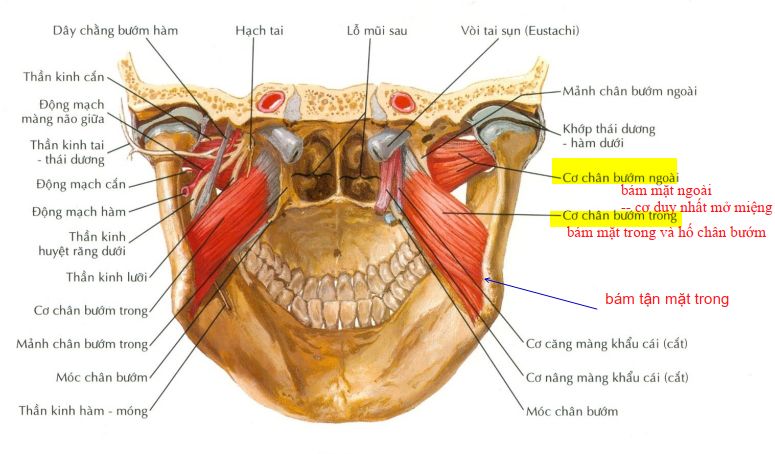 Dây chằng bướm hàm
Hạch tai
Lỗ mũi sau
Vòi tai sụn (Eustachi)
Thần kinh cắn
Động mạch
màng não giữa
Thần kinh tai
- thái dương
Động mạch cắn
Động mạch hàm
Thần kinh
huyệt răng dưới
Thần kinh lưỡi
Cơ chân bướm trong
Mảnh chân bướm trong
Móc chân bướm
Thần kinh hàm - móng
Mảnh chân bướm ngoài
Khớp thái dương
- hàm dưới
Cơ chân bướm ngoài
bám mặt ngoài
-- cơ duy nhất mở miệng
Cơ chân bướm trong
bám mặt trong và hố chân bướm
bám tận mặt trong
Cơ căng màng khẩu cái (cắt)
Cơ nâng màng khẩu cái (cắt)
Móc chân bướm